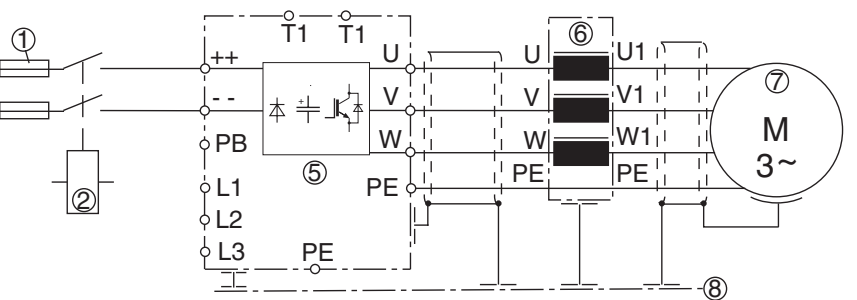 T1 T1
① ++ U U ⑥ U1 ⑦
- - V V V1 M
PB W W W1 3~
② L1 ⑤ PE PE PE
L2
L3 PE
⑧